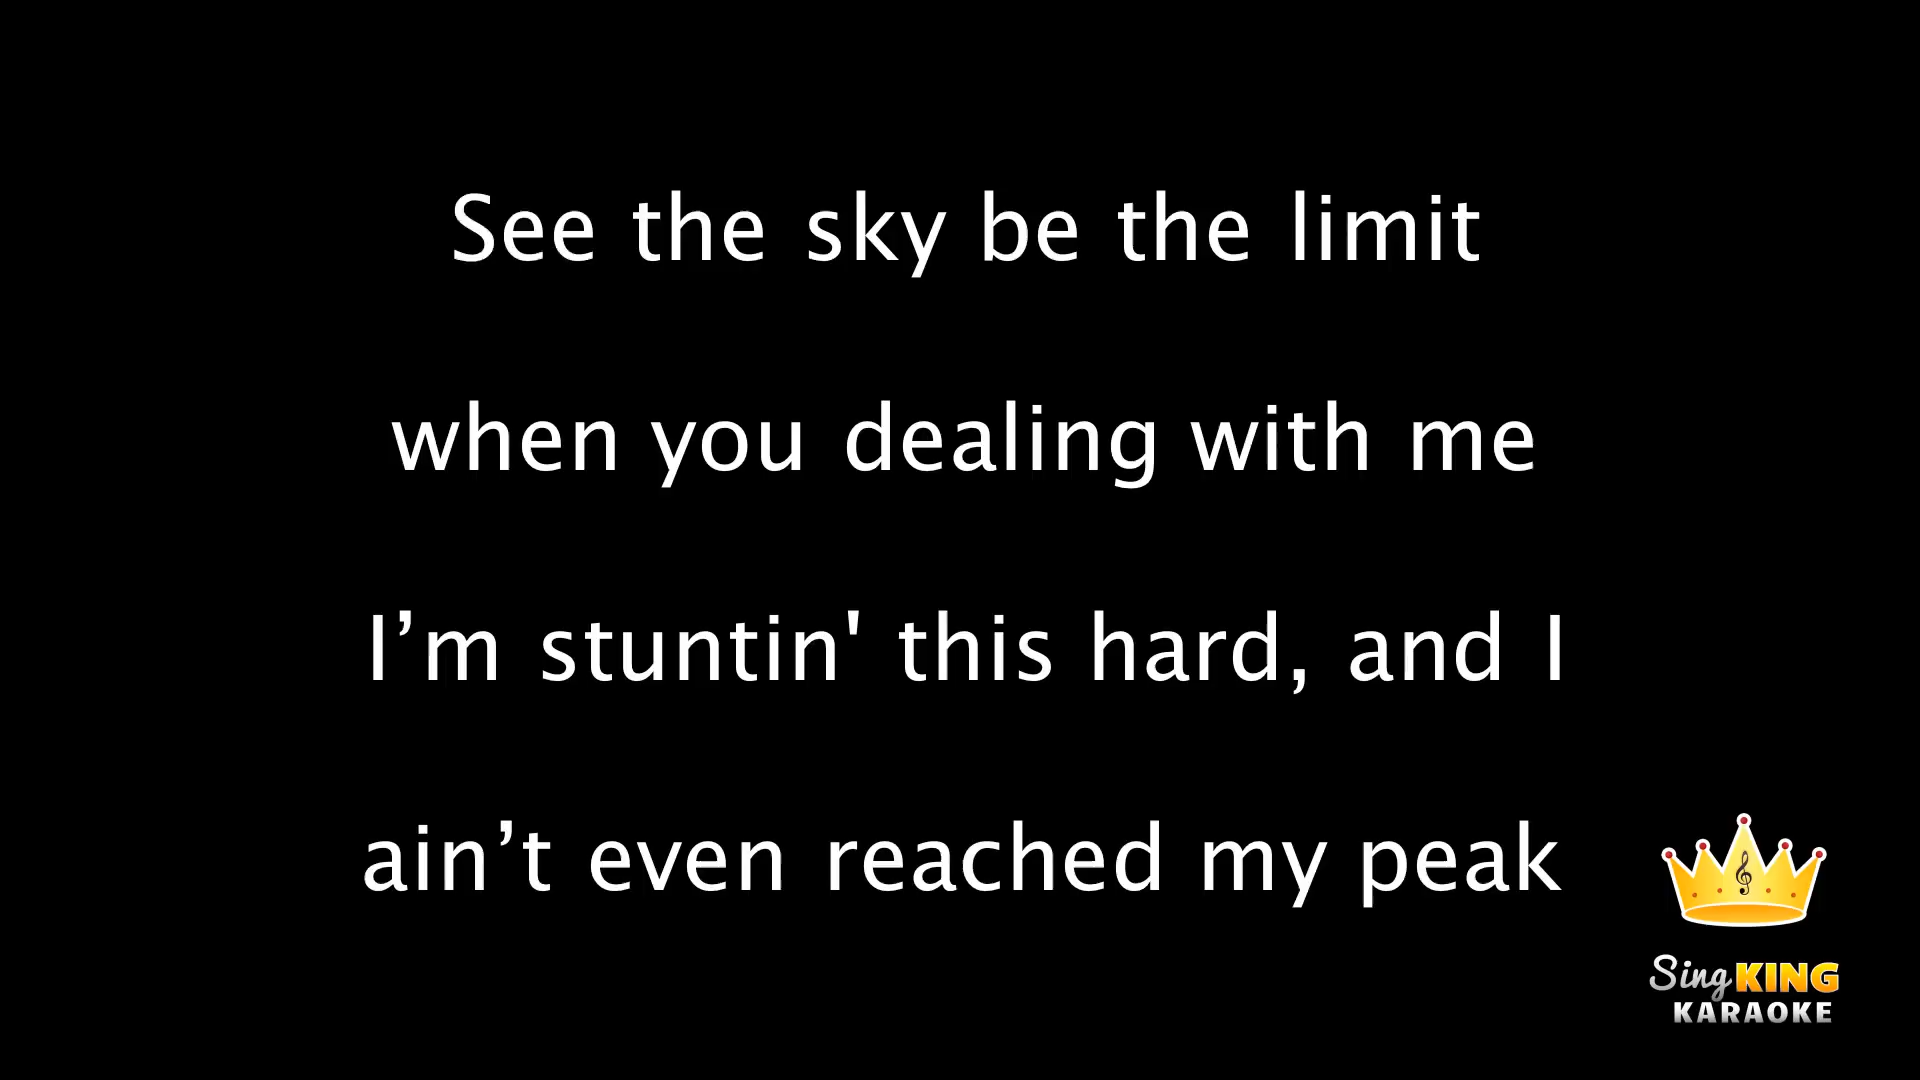 See the sky be the limit
when you dealing with me
I’m stuntin' this hard, and I
ain’t even reached my peak
Sing KING
KARAOKE